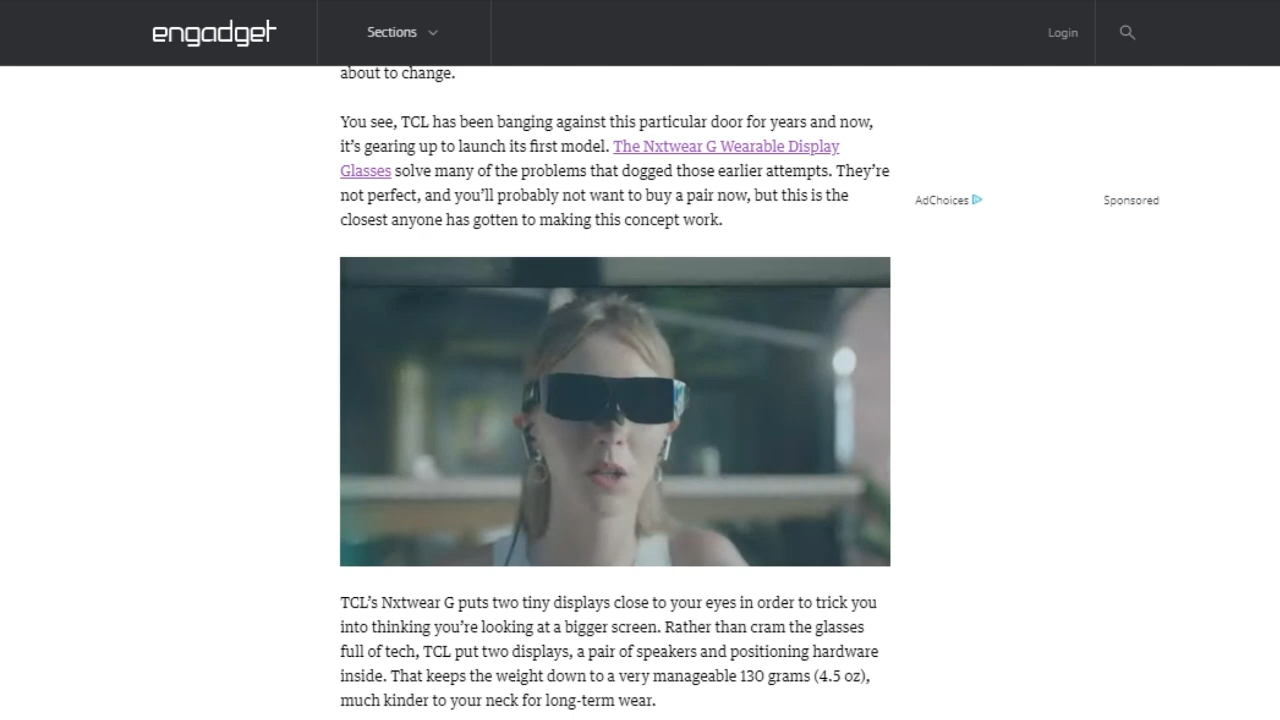 engadget
Sections
Login
about to change.
You see, TCL has been banging against this particular door for years and now,
it's gearing up to launch its first model. The Nxtwear G Wearable Display
Glasses solve many of the problems that dogged those earlier attempts. They're
not perfect, and you'll probably not want to buy a pair now, but this is the
closest anyone has gotten to making this concept work.
AdChoices
Sponsored
TCL's Nxtwear G puts two tiny displays close to your eyes in order to trick you
into thinking you're looking at a bigger screen. Rather than cram the glasses
full of tech, TCL put two displays, a pair of speakers and positioning hardware
inside. That keeps the weight down to a very manageable 130 grams (4.5 oz),
much kinder to your neck for long-term wear.